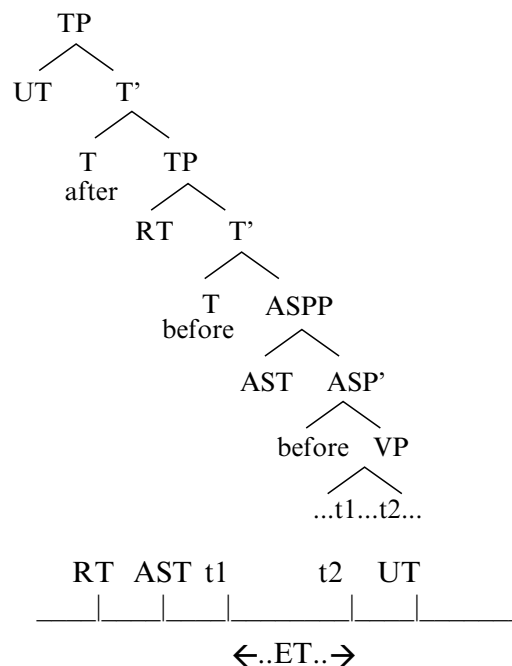 TP
UT T’
T TP
after
RT T’
T ASPP
before
AST ASP’
before VP
...t1...t2...
RT AST t1 t2 UT
←..ET..→